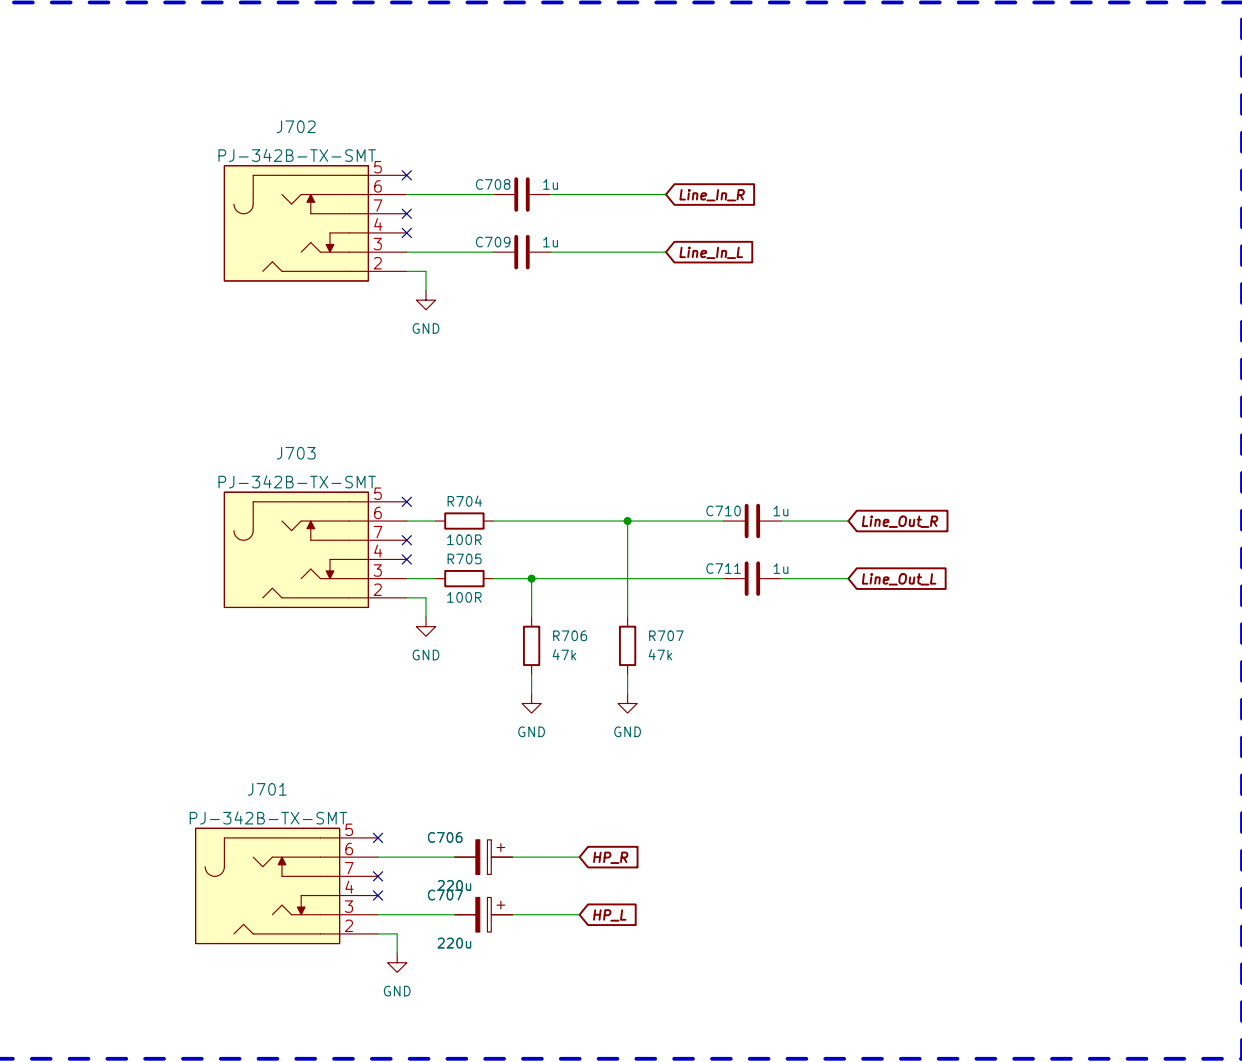 J702
PJ-342B-TX-SMT
5
6
7
4
3
2
C708 1u
Line_In_R
C709 1u
Line_In_L
GND
J703
PJ-342B-TX-SMT
5
6
7
4
3
2
R704
100R
R705
100R
C710 1u
Line_Out_R
C711 1u
Line_Out_L
GND
R706
47k
R707
47k
GND
GND
J701
PJ-342B-TX-SMT
5
6
7
4
3
2
C706
+
220u
HP_R
C707
+
220u
HP_L
GND